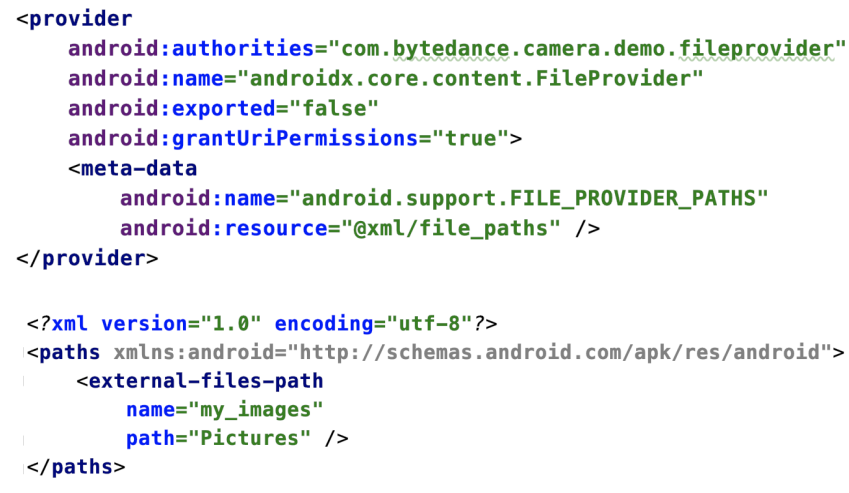 <provider
android:authorities="com.bytedance.camera.demo.fileprovider"
android:name="androidx.core.content.FileProvider"
android:exported="false"
android:grantUriPermissions="true">
<meta-data
android:name="android.support.FILE_PROVIDER_PATHS"
android:resource="@xml/file_paths" />
</provider>
<?xml version="1.0" encoding="utf-8"?>
<paths xmlns:android="http://schemas.android.com/apk/res/android">
<external-files-path
name="my_images"
path="Pictures" />
</paths>